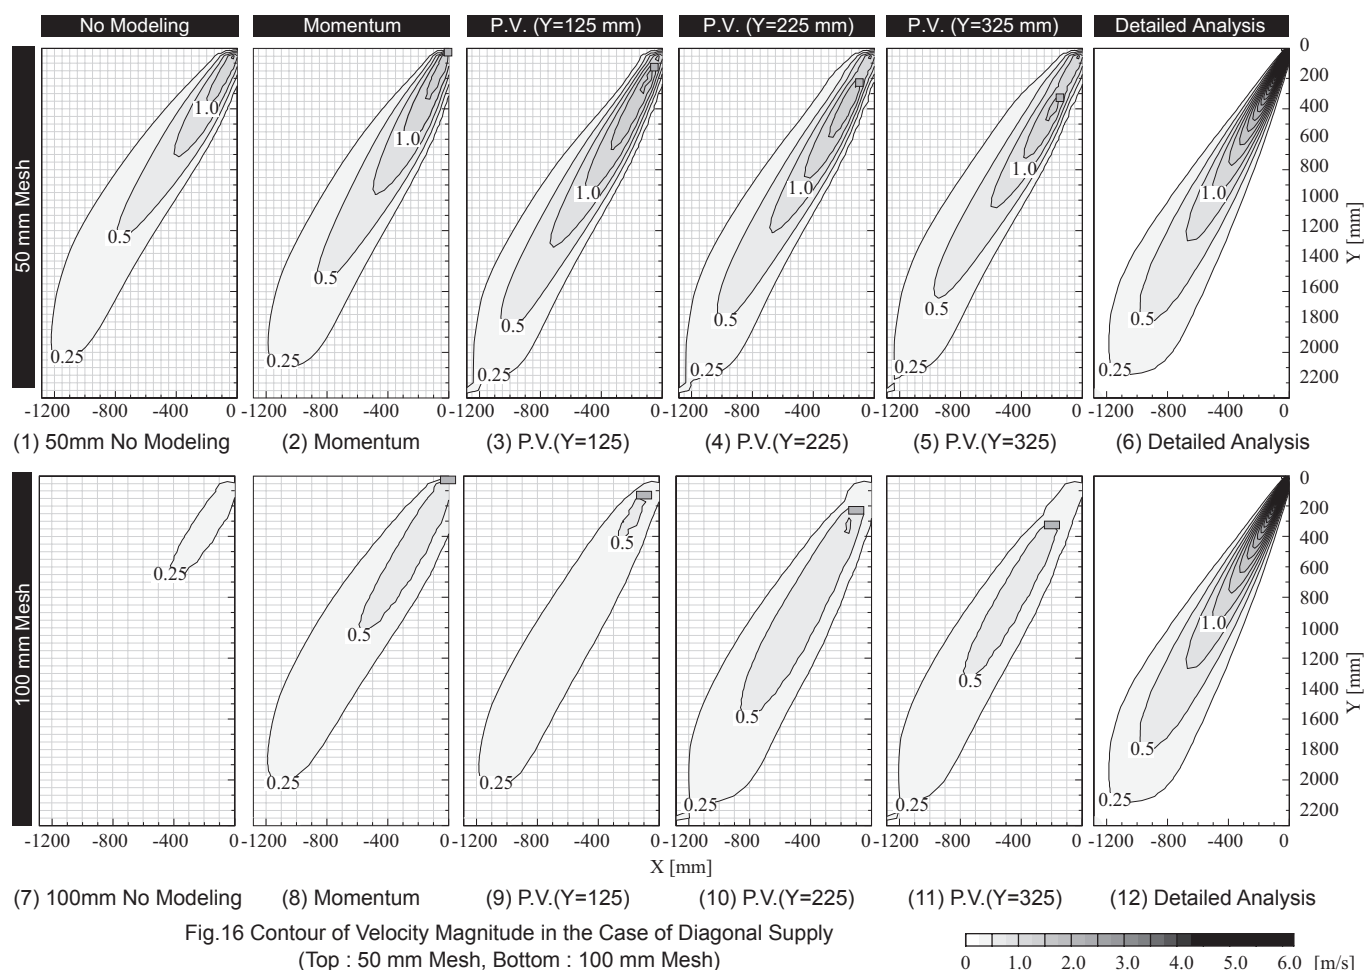 No Modeling
Momentum
P.V. (Y=125 mm)
P.V. (Y=225 mm)
P.V. (Y=325 mm)
Detailed Analysis
50 mm Mesh
1.0
0.5
0.25
1.0
0.5
0.25
1.0
0.5
0.25
1.0
0.5
0.25
1.0
0.5
0.25
1.0
0.5
0.25
0
200
400
600
800
1000
1200
1400
1600
1800
2000
2200
Y [mm]
-1200 -800 -400 0
-1200 -800 -400 0
-1200 -800 -400 0
-1200 -800 -400 0
-1200 -800 -400 0
-1200 -800 -400 0
(1) 50mm No Modeling
(2) Momentum
(3) P.V.(Y=125)
(4) P.V.(Y=225)
(5) P.V.(Y=325)
(6) Detailed Analysis
100 mm Mesh
0.25
0.5
0.25
0.5
0.25
0.5
0.25
0.5
0.25
1.0
0.5
0.25
0
200
400
600
800
1000
1200
1400
1600
1800
2000
2200
Y [mm]
-1200 -800 -400 0
-1200 -800 -400 0
-1200 -800 -400 0
-1200 -800 -400 0
-1200 -800 -400 0
-1200 -800 -400 0
X [mm]
(7) 100mm No Modeling
(8) Momentum
(9) P.V.(Y=125)
(10) P.V.(Y=225)
(11) P.V.(Y=325)
(12) Detailed Analysis
Fig.16 Contour of Velocity Magnitude in the Case of Diagonal Supply
(Top : 50 mm Mesh, Bottom : 100 mm Mesh)
0 1.0 2.0 3.0 4.0 5.0 6.0 [m/s]